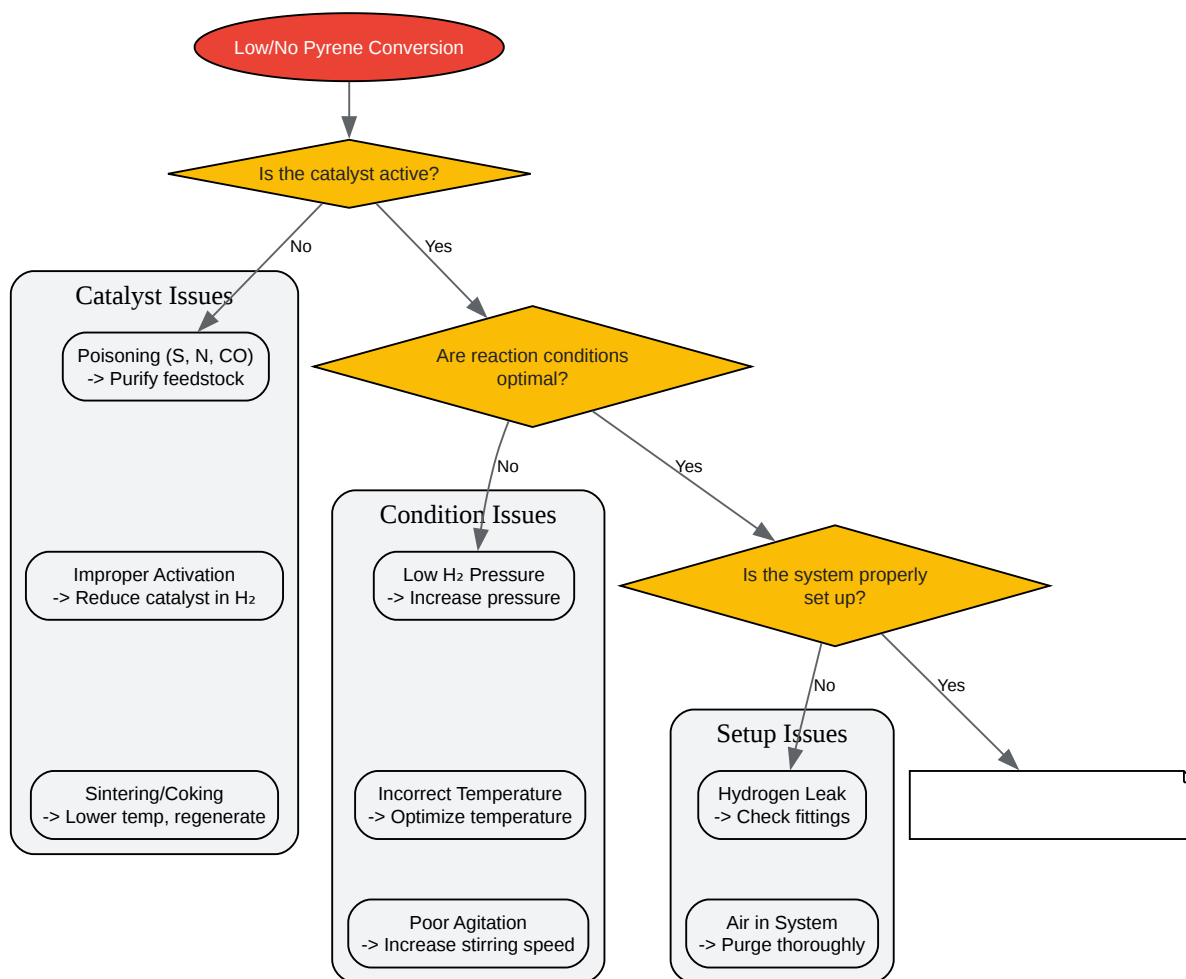 Low/No Pyrene Conversion
Is the catalyst active?
No
Yes
Catalyst Issues
Poisoning (S, N, CO)
-> Purify feedstock
Are reaction conditions
optimal?
No
Yes
Condition Issues
Improper Activation
-> Reduce catalyst in H₂
Low H₂ Pressure
-> Increase pressure
Is the system properly
set up?
No
Yes
Setup Issues
Sintering/Coking
-> Lower temp, regenerate
Incorrect Temperature
-> Optimize temperature
Hydrogen Leak
-> Check fittings
Poor Agitation
-> Increase stirring speed
Air in System
-> Purge thoroughly